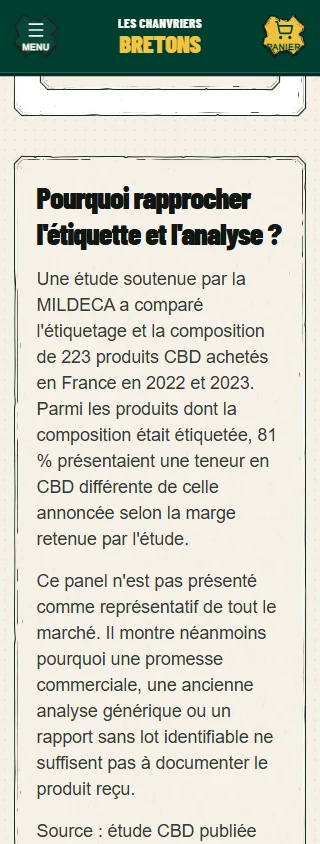 MENU
LES CHANVRIERS
BRETONS
PANIER
Pourquoi rapprocher
l'étiquette et l'analyse ?
Une étude soutenue par la
MILDECA a comparé
l'étiquetage et la composition
de 223 produits CBD achetés
en France en 2022 et 2023.
Parmi les produits dont la
composition était étiquetée, 81
% présentaient une teneur en
CBD différente de celle
annoncée selon la marge
retenue par l'étude.
Ce panel n'est pas présenté
comme représentatif de tout le
marché. Il montre néanmoins
pourquoi une promesse
commerciale, une ancienne
analyse générique ou un
rapport sans lot identifiable ne
suffisent pas à documenter le
produit reçu.
Source : étude CBD publiée